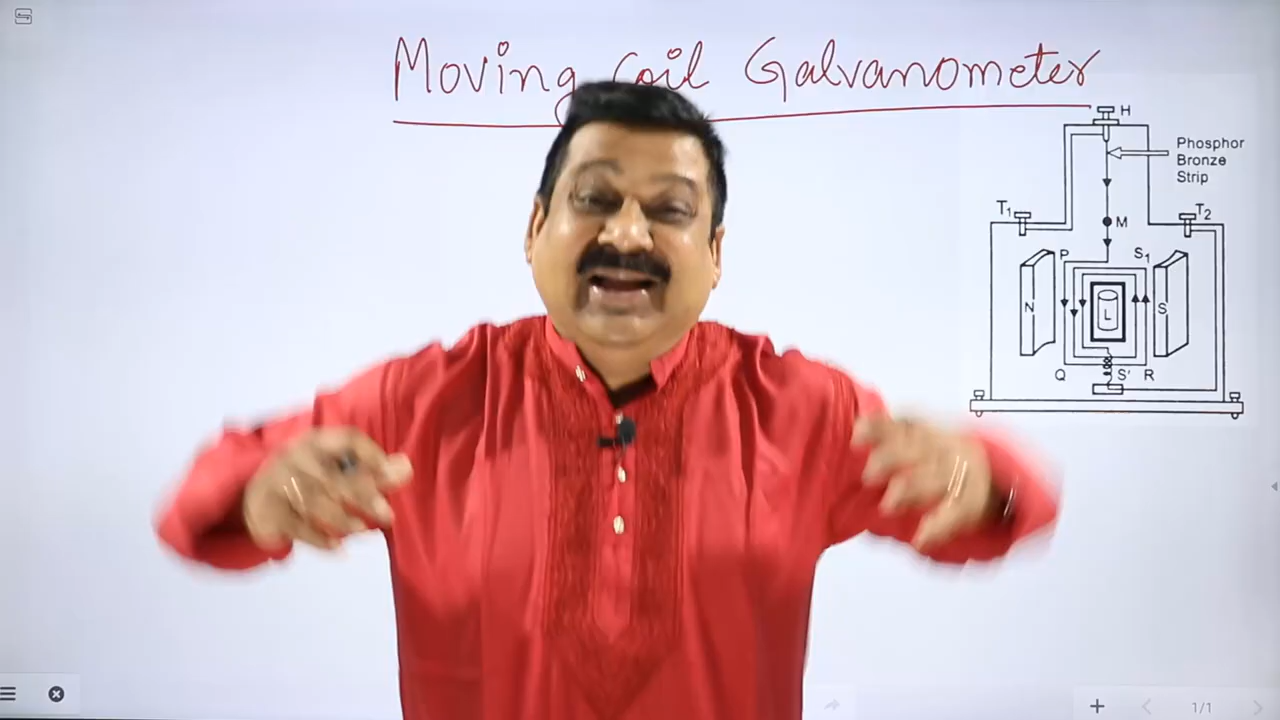 Moving coil Galvanometer
H
Phosphor
Bronze
Strip
T1
T2
M
P
S1
N
L
S
Q
S'
R
1/1